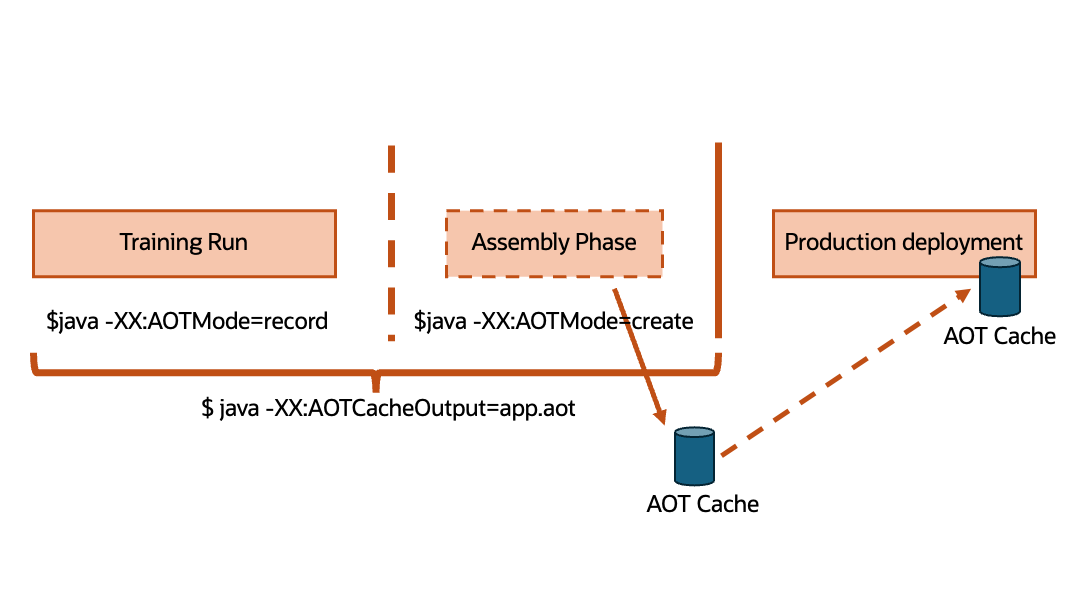 Training Run
Assembly Phase
Production deployment
$java -XX:AOTMode=record
$java -XX:AOTMode=create
AOT Cache
$ java -XX:AOTCacheOutput=app.aot
AOT Cache